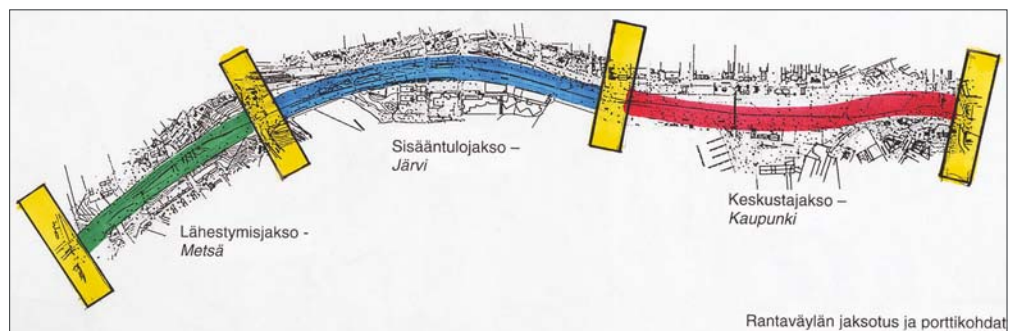 Sisääntulojakso –
Järvi
Keskustajakso –
Kaupunki
Lähestymisjakso -
Metsä
Rantaväylän jaksotus ja porttikohdat